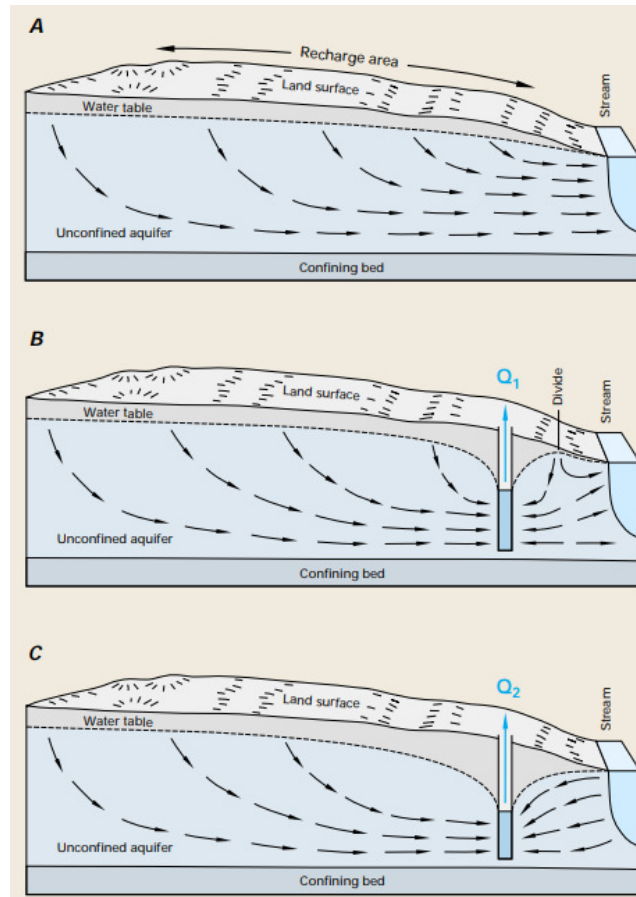 A
Recharge area
Land surface
Stream
Water table
Unconfined aquifer
Confining bed
B
Q₁
Divide
Stream
Land surface
Water table
Unconfined aquifer
Confining bed
C
Q₂
Stream
Land surface
Water table
Unconfined aquifer
Confining bed